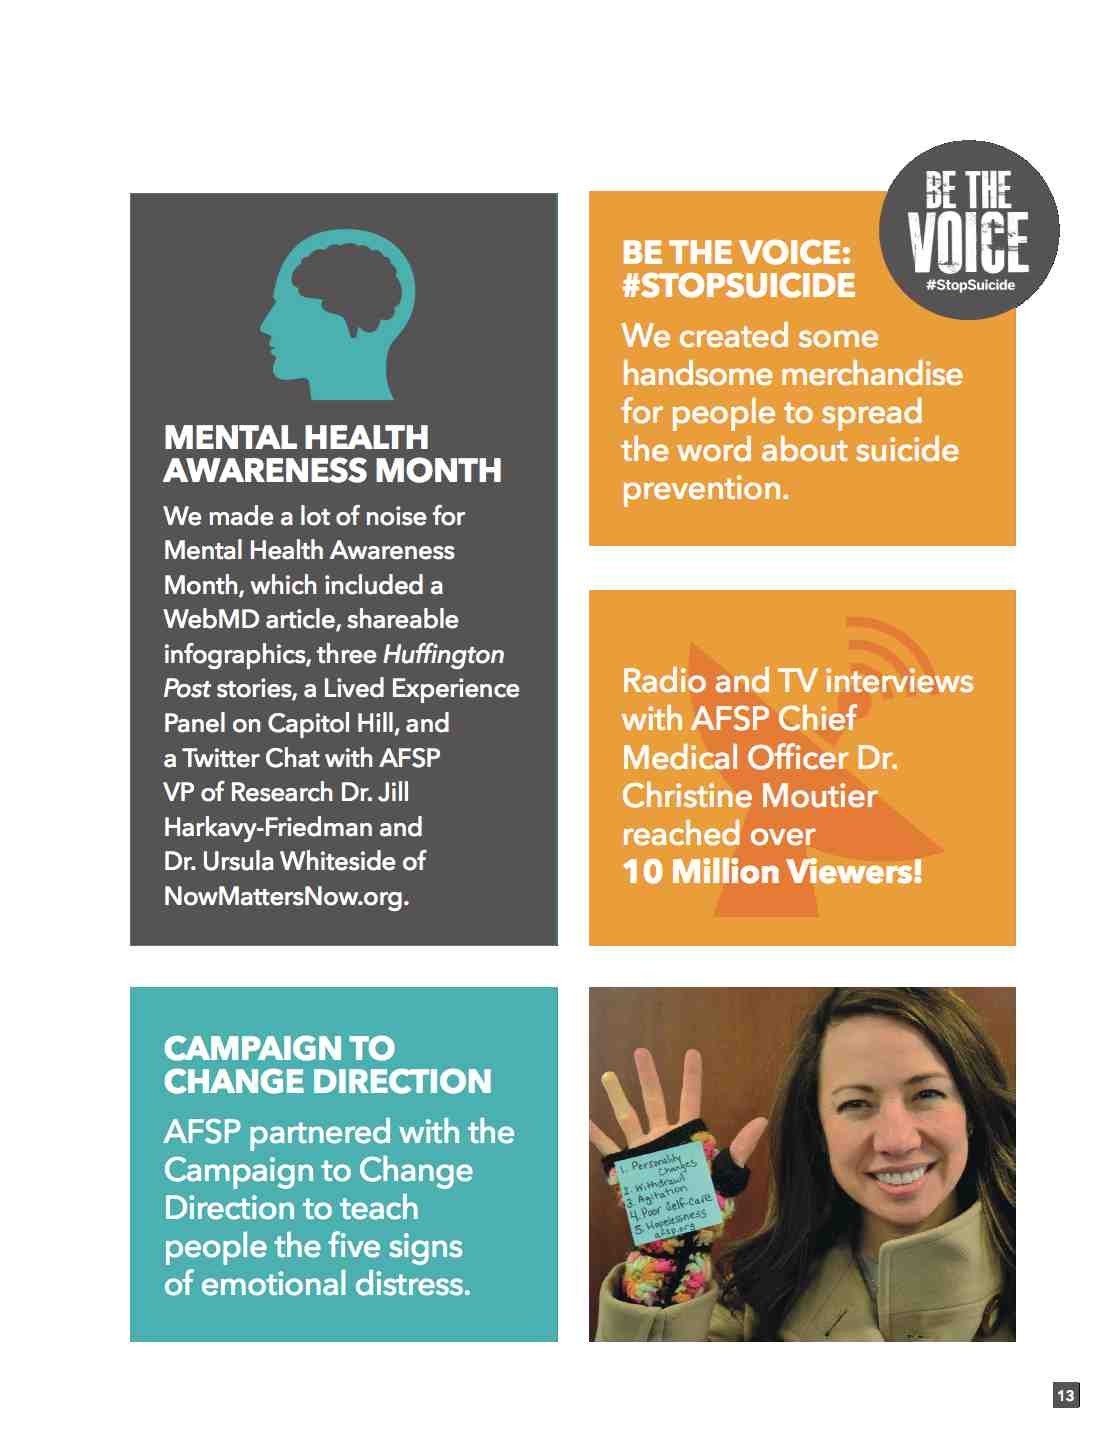 MENTAL HEALTH
AWARENESS MONTH
We made a lot of noise for
Mental Health Awareness
Month, which included a
WebMD article, shareable
infographics, three Huffington
Post stories, a Lived Experience
Panel on Capitol Hill, and
a Twitter Chat with AFSP
VP of Research Dr. Jill
Harkavy-Friedman and
Dr. Ursula Whiteside of
NowMattersNow.org.
BE THE VOICE:
#STOPSUICIDE
We created some
handsome merchandise
for people to spread
the word about suicide
prevention.
BE THE
VOICE
#StopSuicide
Radio and TV interviews
with AFSP Chief
Medical Officer Dr.
Christine Moutier
reached over
10 Million Viewers!
CAMPAIGN TO
CHANGE DIRECTION
AFSP partnered with the
Campaign to Change
Direction to teach
people the five signs
of emotional distress.
1. Personality
Changes
2. Withdrawl
3. Agitation
4. Poor Self-Care
5. Hopelessness
afsp.org
13